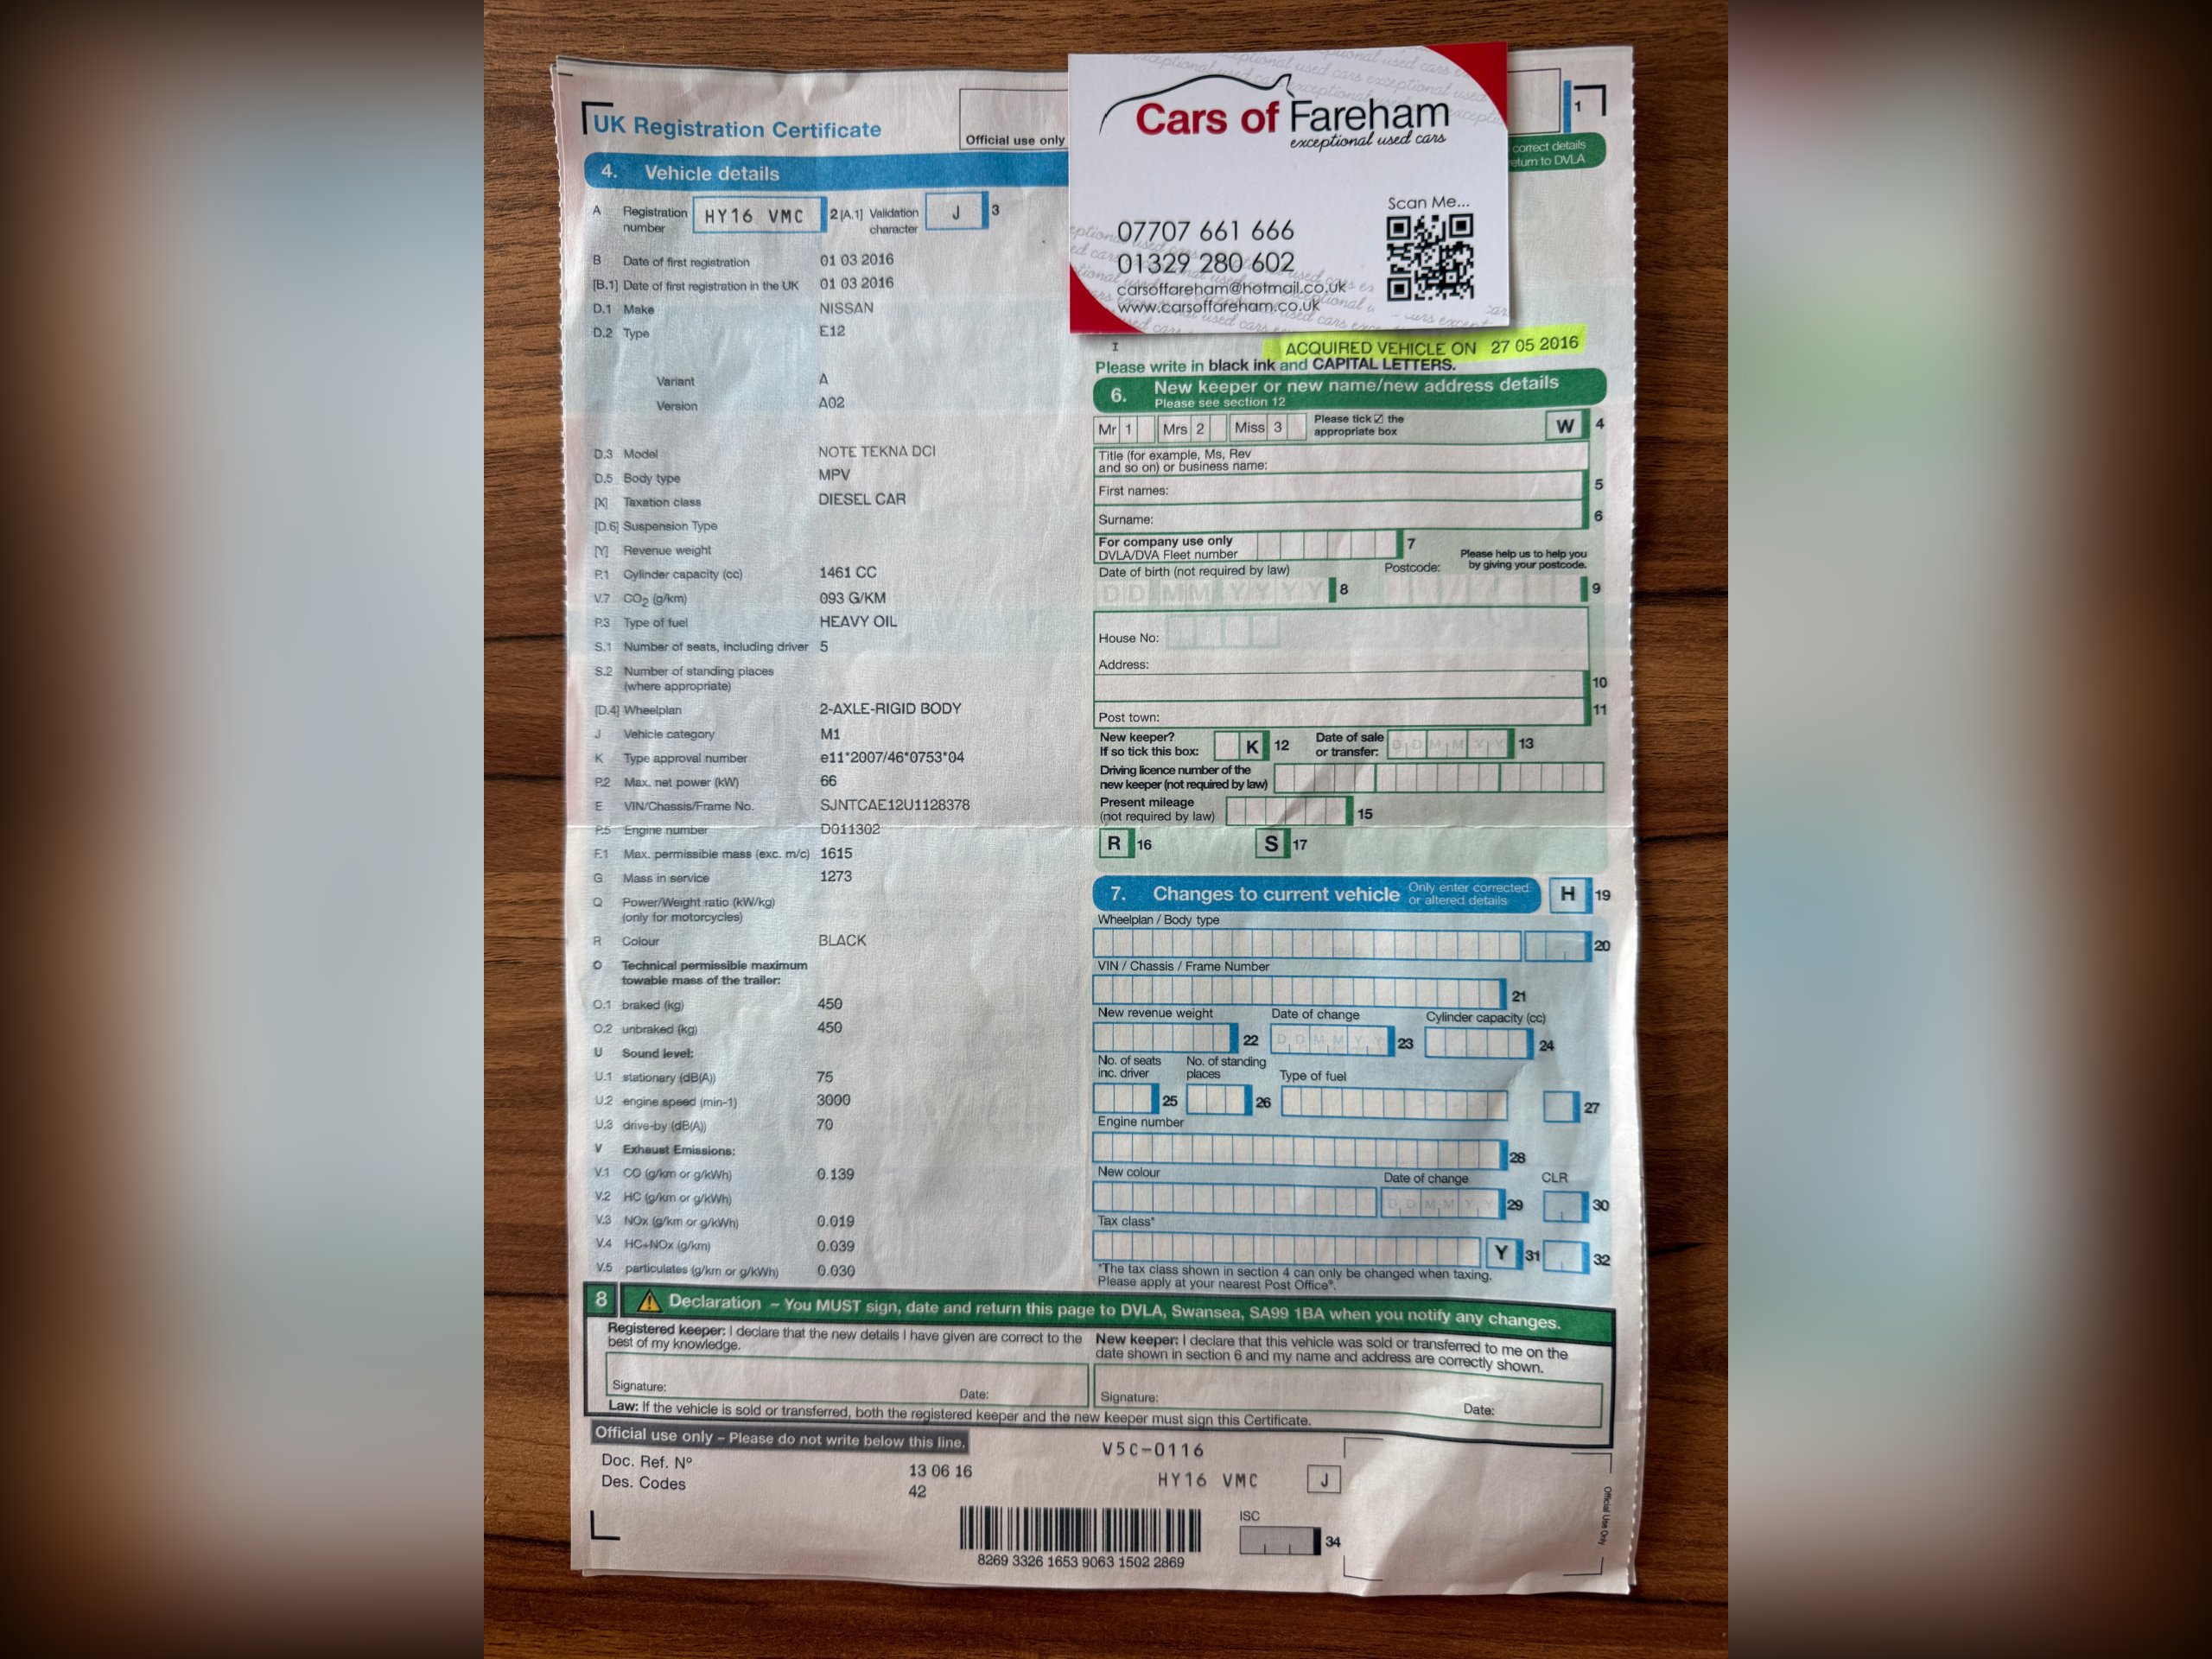 UK Registration Certificate
Official use only
1
correct details
eturn to DVLA
Cars of Fareham
exceptional used cars
Scan Me...
07707 661 666
01329 280 602
carsoffareham@hotmail.co.uk
www.carsoffareham.co.uk
4. Vehicle details
A Registration number HY16 VMC 2 [A.1] Validation character J 3
B Date of first registration 01 03 2016
[B.1] Date of first registration in the UK 01 03 2016
D.1 Make NISSAN
D.2 Type E12
Variant A
Version A02
D.3 Model NOTE TEKNA DCI
D.5 Body type MPV
[X] Taxation class DIESEL CAR
[D.6] Suspension Type
[Y] Revenue weight
P.1 Cylinder capacity (cc) 1461 CC
V.7 CO2 (g/km) 093 G/KM
P.3 Type of fuel HEAVY OIL
S.1 Number of seats, including driver 5
S.2 Number of standing places
(where appropriate)
[D.4] Wheelplan 2-AXLE-RIGID BODY
J Vehicle category M1
K Type approval number e11*2007/46*0753*04
P.2 Max. net power (kW) 66
E VIN/Chassis/Frame No. SJNTCAE12U1128378
P.5 Engine number D011302
F.1 Max. permissible mass (exc. m/c) 1615
G Mass in service 1273
Q Power/Weight ratio (kW/kg)
(only for motorcycles)
R Colour BLACK
O Technical permissible maximum
towable mass of the trailer:
O.1 braked (kg) 450
O.2 unbraked (kg) 450
U Sound level:
U.1 stationary (dB(A)) 75
U.2 engine speed (min-1) 3000
U.3 drive-by (dB(A)) 70
V Exhaust Emissions:
V.1 CO (g/km or g/kWh) 0.139
V.2 HC (g/km or g/kWh)
V.3 NOx (g/km or g/kWh) 0.019
V.4 HC+NOx (g/km) 0.039
V.5 particulates (g/km or g/kWh) 0.030
I
ACQUIRED VEHICLE ON 27 05 2016
Please write in black ink and CAPITAL LETTERS.
6. New keeper or new name/new address details
Please see section 12
Mr 1 Mrs 2 Miss 3 Please tick ☑ the appropriate box W 4
Title (for example, Ms, Rev
and so on) or business name:
First names: 5
Surname: 6
For company use only
DVLA/DVA Fleet number 7
Please help us to help you
by giving your postcode.
Date of birth (not required by law) Postcode:
D D M M Y Y Y Y 8 9
House No:
Address:
10
Post town: 11
New keeper?
If so tick this box: K 12 Date of sale or transfer: D D M M Y Y 13
Driving licence number of the
new keeper (not required by law)
Present mileage
(not required by law) 15
R 16 S 17
7. Changes to current vehicle Only enter corrected or altered details H 19
Wheelplan / Body type
20
VIN / Chassis / Frame Number
21
New revenue weight Date of change Cylinder capacity (cc)
22 D D M M Y Y 23 24
No. of seats inc. driver No. of standing places Type of fuel
25 26 27
Engine number
28
New colour Date of change CLR
D D M M Y Y 29 30
Tax class*
Y 31 32
*The tax class shown in section 4 can only be changed when taxing.
Please apply at your nearest Post Office®.
8 Declaration – You MUST sign, date and return this page to DVLA, Swansea, SA99 1BA when you notify any changes.
Registered keeper: I declare that the new details I have given are correct to the
best of my knowledge.
Signature: Date:
New keeper: I declare that this vehicle was sold or transferred to me on the
date shown in section 6 and my name and address are correctly shown.
Signature: Date:
Law: If the vehicle is sold or transferred, both the registered keeper and the new keeper must sign this Certificate.
Official use only – Please do not write below this line.
Doc. Ref. Nº 13 06 16
Des. Codes 42
V5C-0116
HY16 VMC J
8269 3326 1653 9063 1502 2869
ISC
34
Official Use Only